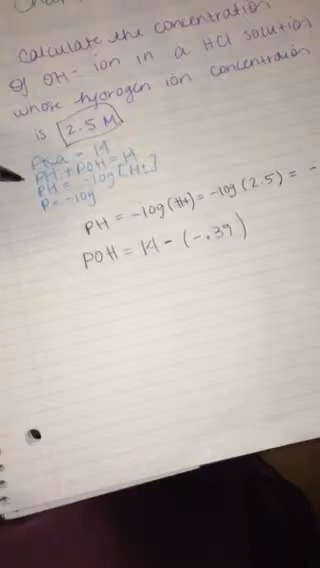 Calculate the concentration
of OH- ion in a HCl solution
whose hydrogen ion concentration
is 2.5 M
PKa = 14
PH + POH = 14
PH = -log [H+]
P = -log
PH = -log(H+) = -log(2.5) = -
POH = 14 - (-.39)